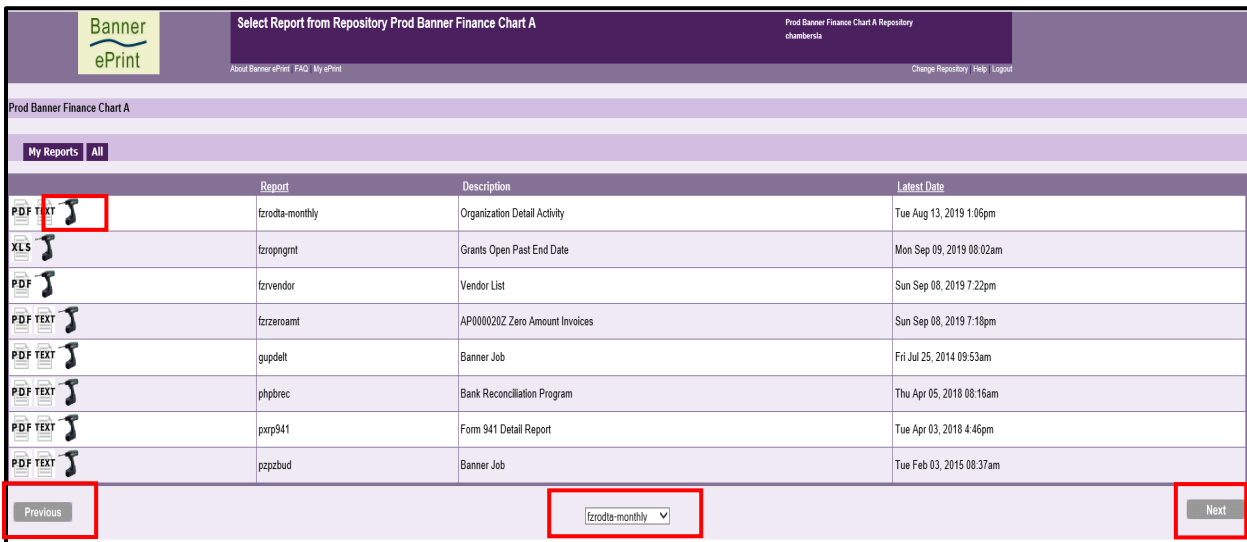 Banner
ePrint
Select Report from Repository Prod Banner Finance Chart A
Prod Banner Finance Chart A Repository
chambersla
About Banner ePrint | FAQ | My ePrint
Change Repository | Help | Logout
Prod Banner Finance Chart A
My Reports All
Report Description Latest Date
PDF TEXT fzrodta-monthly Organization Detail Activity Tue Aug 13, 2019 1:06pm
XLS fzropngrnt Grants Open Past End Date Mon Sep 09, 2019 08:02am
PDF fzrvendor Vendor List Sun Sep 08, 2019 7:22pm
PDF TEXT fzrzeroamt AP000020Z Zero Amount Invoices Sun Sep 08, 2019 7:18pm
PDF TEXT gupdelt Banner Job Fri Jul 25, 2014 09:53am
PDF TEXT phpbrec Bank Reconciliation Program Thu Apr 05, 2018 08:16am
PDF TEXT pxrp941 Form 941 Detail Report Tue Apr 03, 2018 4:46pm
PDF TEXT pzpzbud Banner Job Tue Feb 03, 2015 08:37am
Previous fzrodta-monthly Next